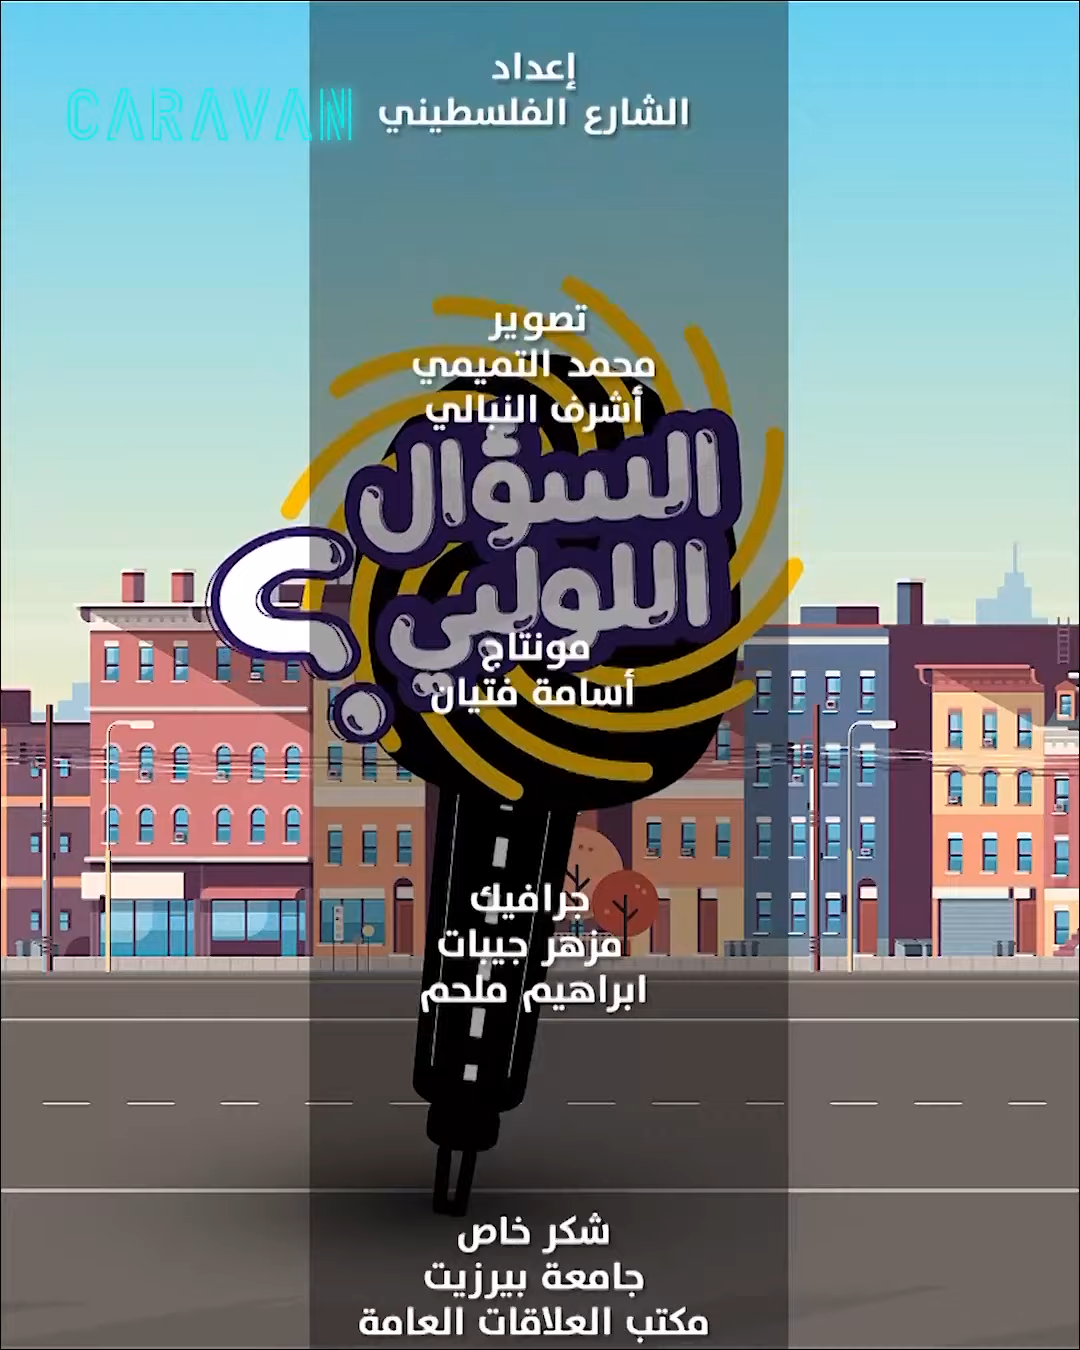 إعداد
الشارع الفلسطيني
CARAVAN
تصوير
محمد التميمي
أشرف النبالي
السؤال
اللولبي
؟
مونتاج
أسامة فتيان
جرافيك
مزهر جيبات
ابراهيم ملحم
شكر خاص
جامعة بيرزيت
مكتب العلاقات العامة